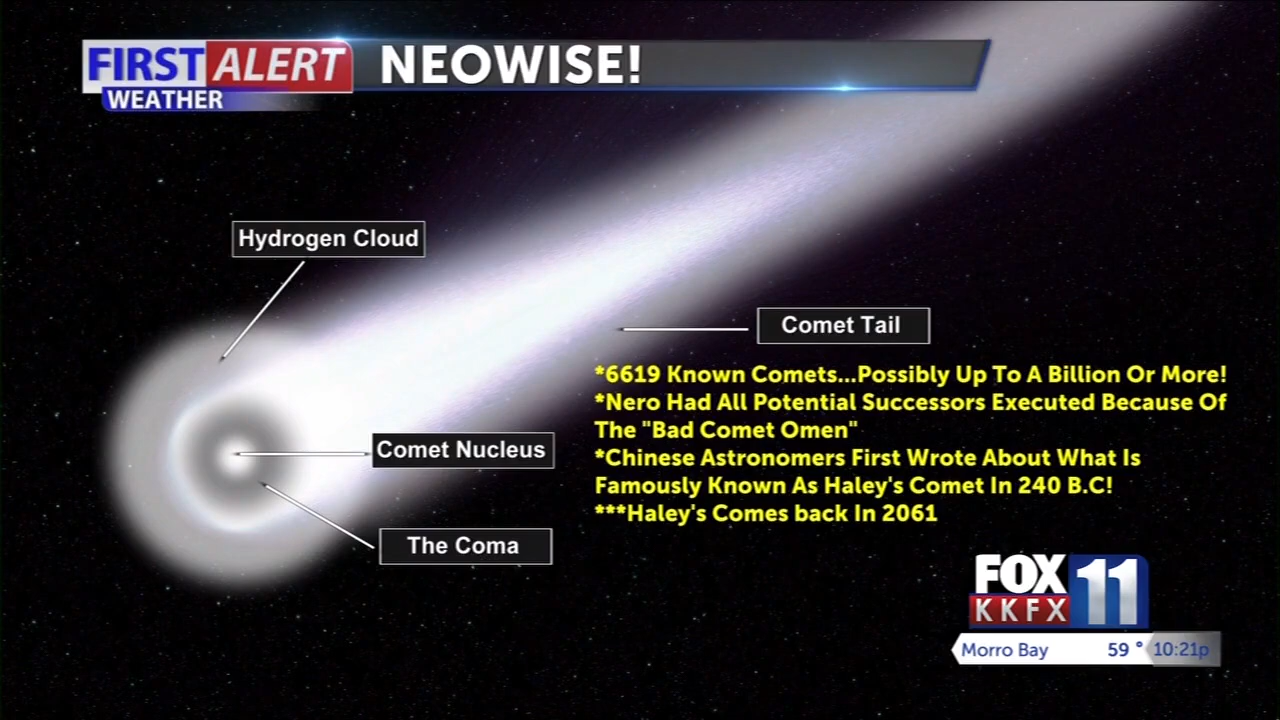 FIRST ALERT
WEATHER
NEOWISE!
Hydrogen Cloud
Comet Tail
*6619 Known Comets...Possibly Up To A Billion Or More!
*Nero Had All Potential Successors Executed Because Of
The "Bad Comet Omen"
*Chinese Astronomers First Wrote About What Is
Famously Known As Haley's Comet In 240 B.C!
***Haley's Comes back In 2061
Comet Nucleus
The Coma
FOX 11
KKFX
Morro Bay 59 ° 10:21p